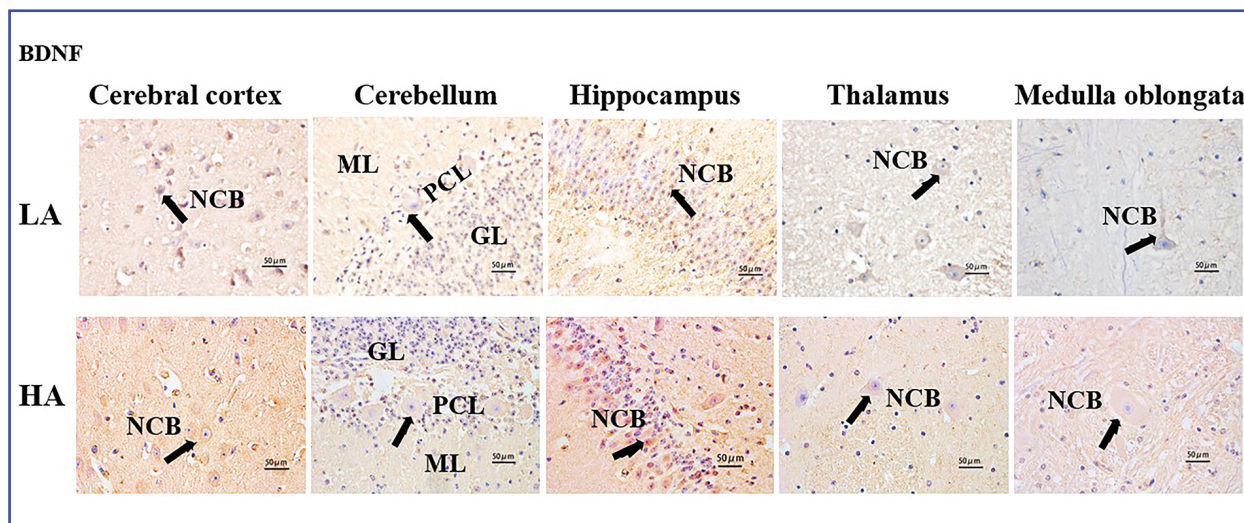 BDNF
Cerebral cortex
Cerebellum
Hippocampus
Thalamus
Medulla oblongata
LA
NCB
50µm
ML
PCL
GL
50µm
NCB
50µm
NCB
50µm
NCB
50µm
HA
NCB
50µm
GL
PCL
ML
50µm
NCB
50µm
NCB
50µm
NCB
50µm